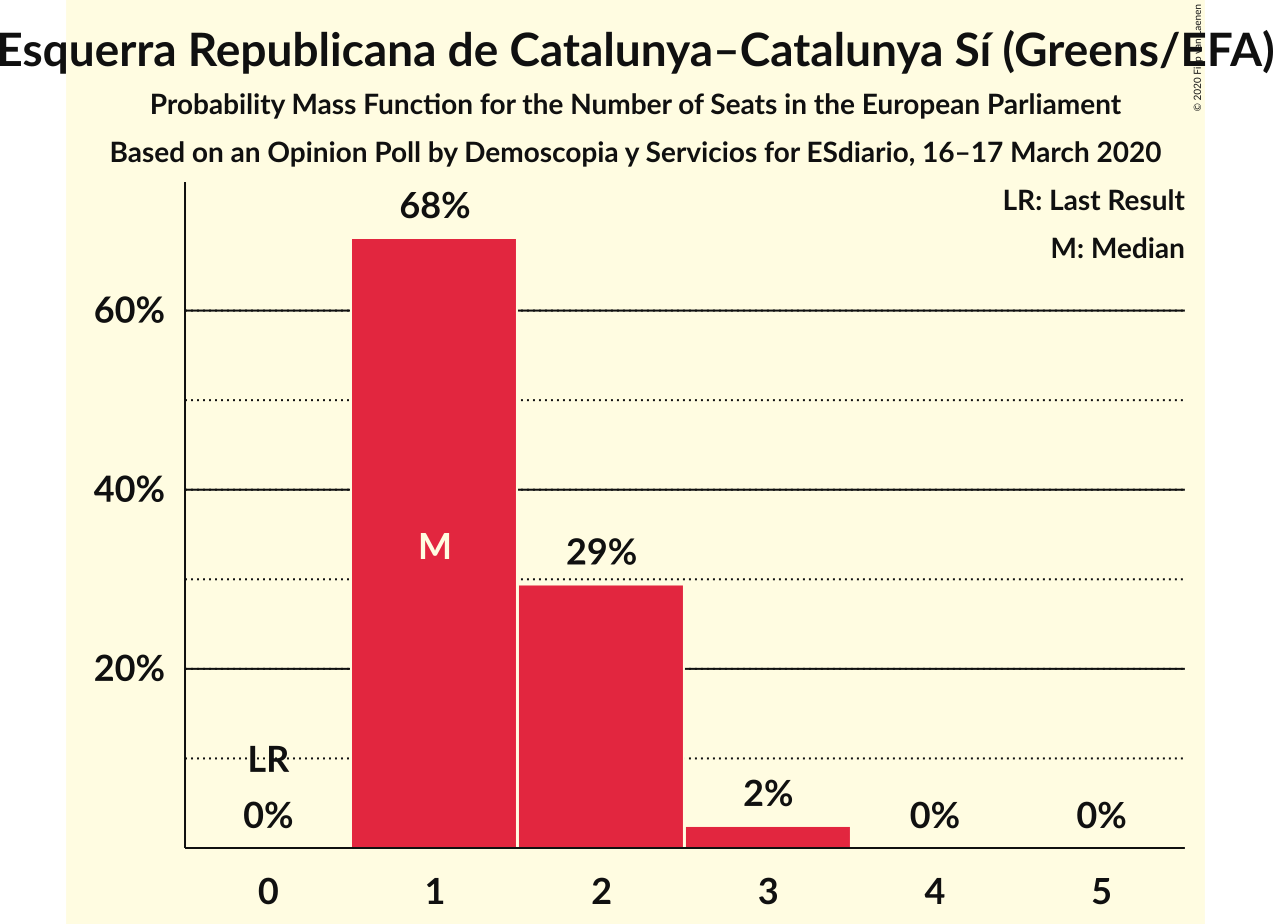 Esquerra Republicana de Catalunya–Catalunya Sí (Greens/EFA)
Probability Mass Function for the Number of Seats in the European Parliament
Based on an Opinion Poll by Demoscopia y Servicios for ESdiario, 16–17 March 2020
© 2020
LR: Last Result
M: Median
68%
60%
40%
M
29%
20%
LR
0%
2%
0%
0%
0 1 2 3 4 5